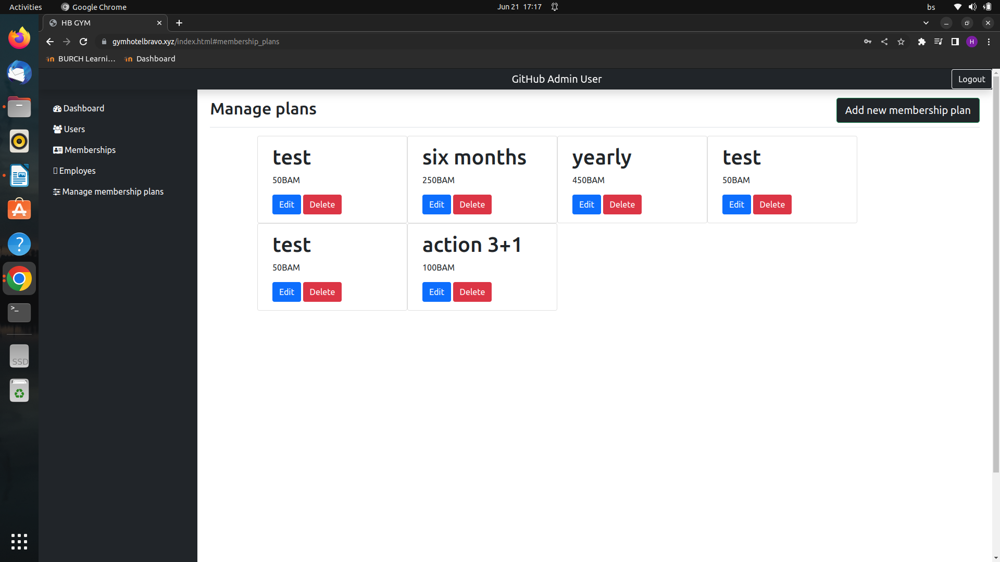 Activities Google Chrome Jun 21 17:17 bs
HB GYM
gymhotelbravo.xyz/index.html#membership_plans H
BURCH Learni... Dashboard
GitHub Admin User Logout
Dashboard
Users
Memberships
Employes
Manage membership plans
Manage plans Add new membership plan
test six months yearly test
50BAM 250BAM 450BAM 50BAM
Edit Delete Edit Delete Edit Delete Edit Delete
test action 3+1
50BAM 100BAM
Edit Delete Edit Delete
>_
SSD